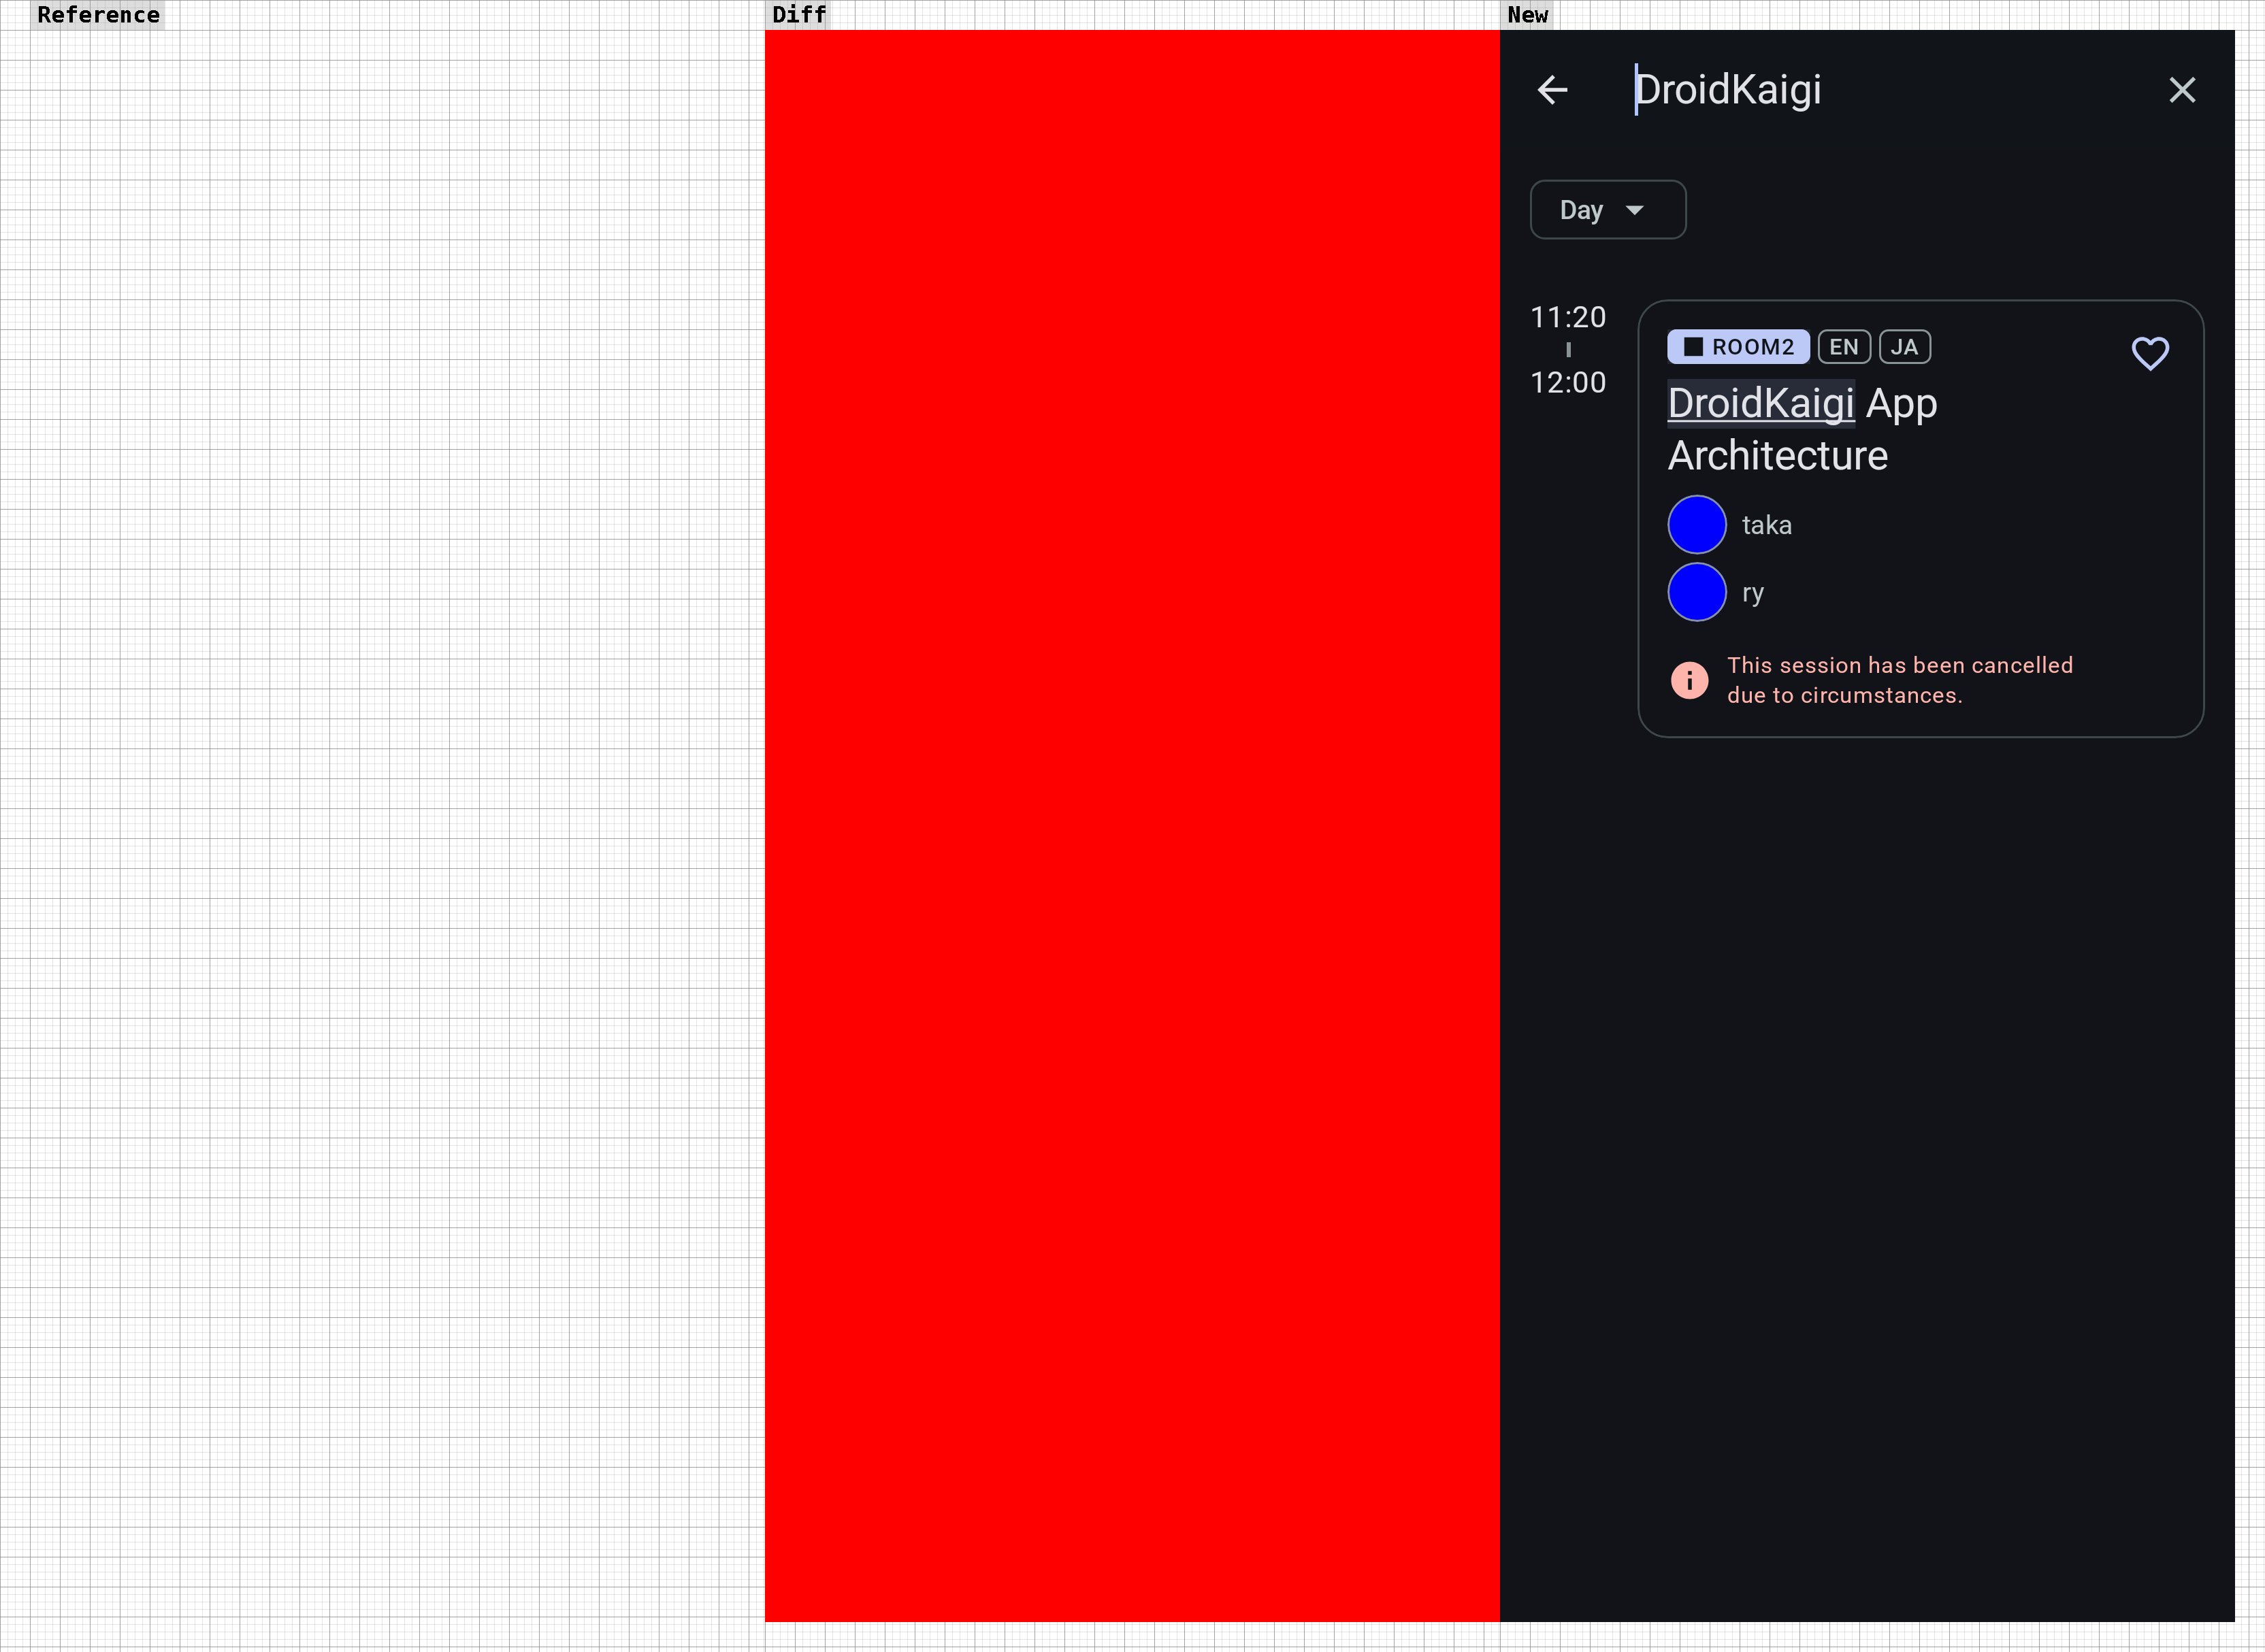 Reference
Diff
New
DroidKaigi
Day
11:20
12:00
ROOM2 EN JA
DroidKaigi App
Architecture
taka
ry
This session has been cancelled
due to circumstances.